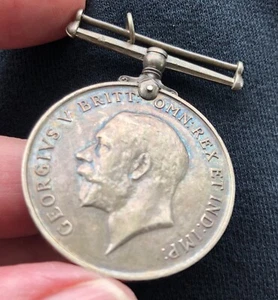 GEORGIVS V BRITT: OMN: REX ET IND: IMP: